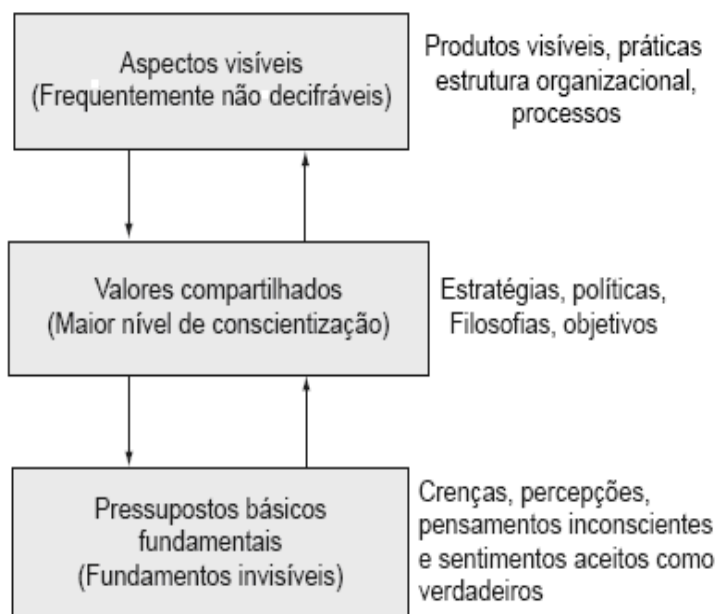 Aspectos visíveis
(Frequentemente não decifráveis)
Produtos visíveis, práticas
estrutura organizacional,
processos
Valores compartilhados
(Maior nível de conscientização)
Estratégias, políticas,
Filosofias, objetivos
Pressupostos básicos
fundamentais
(Fundamentos invisíveis)
Crenças, percepções,
pensamentos inconscientes
e sentimentos aceitos como
verdadeiros